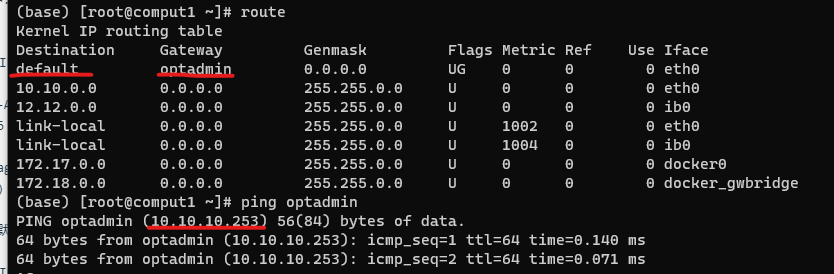 (base) [root@comput1 ~]# route
Kernel IP routing table
Destination     Gateway         Genmask         Flags Metric Ref    Use Iface
default         optadmin        0.0.0.0         UG    0      0        0 eth0
10.10.0.0       0.0.0.0         255.255.0.0     U     0      0        0 eth0
12.12.0.0       0.0.0.0         255.255.0.0     U     0      0        0 ib0
link-local      0.0.0.0         255.255.0.0     U     1002   0        0 eth0
link-local      0.0.0.0         255.255.0.0     U     1004   0        0 ib0
172.17.0.0      0.0.0.0         255.255.0.0     U     0      0        0 docker0
172.18.0.0      0.0.0.0         255.255.0.0     U     0      0        0 docker_gwbridge
(base) [root@comput1 ~]# ping optadmin
PING optadmin (10.10.10.253) 56(84) bytes of data.
64 bytes from optadmin (10.10.10.253): icmp_seq=1 ttl=64 time=0.140 ms
64 bytes from optadmin (10.10.10.253): icmp_seq=2 ttl=64 time=0.071 ms